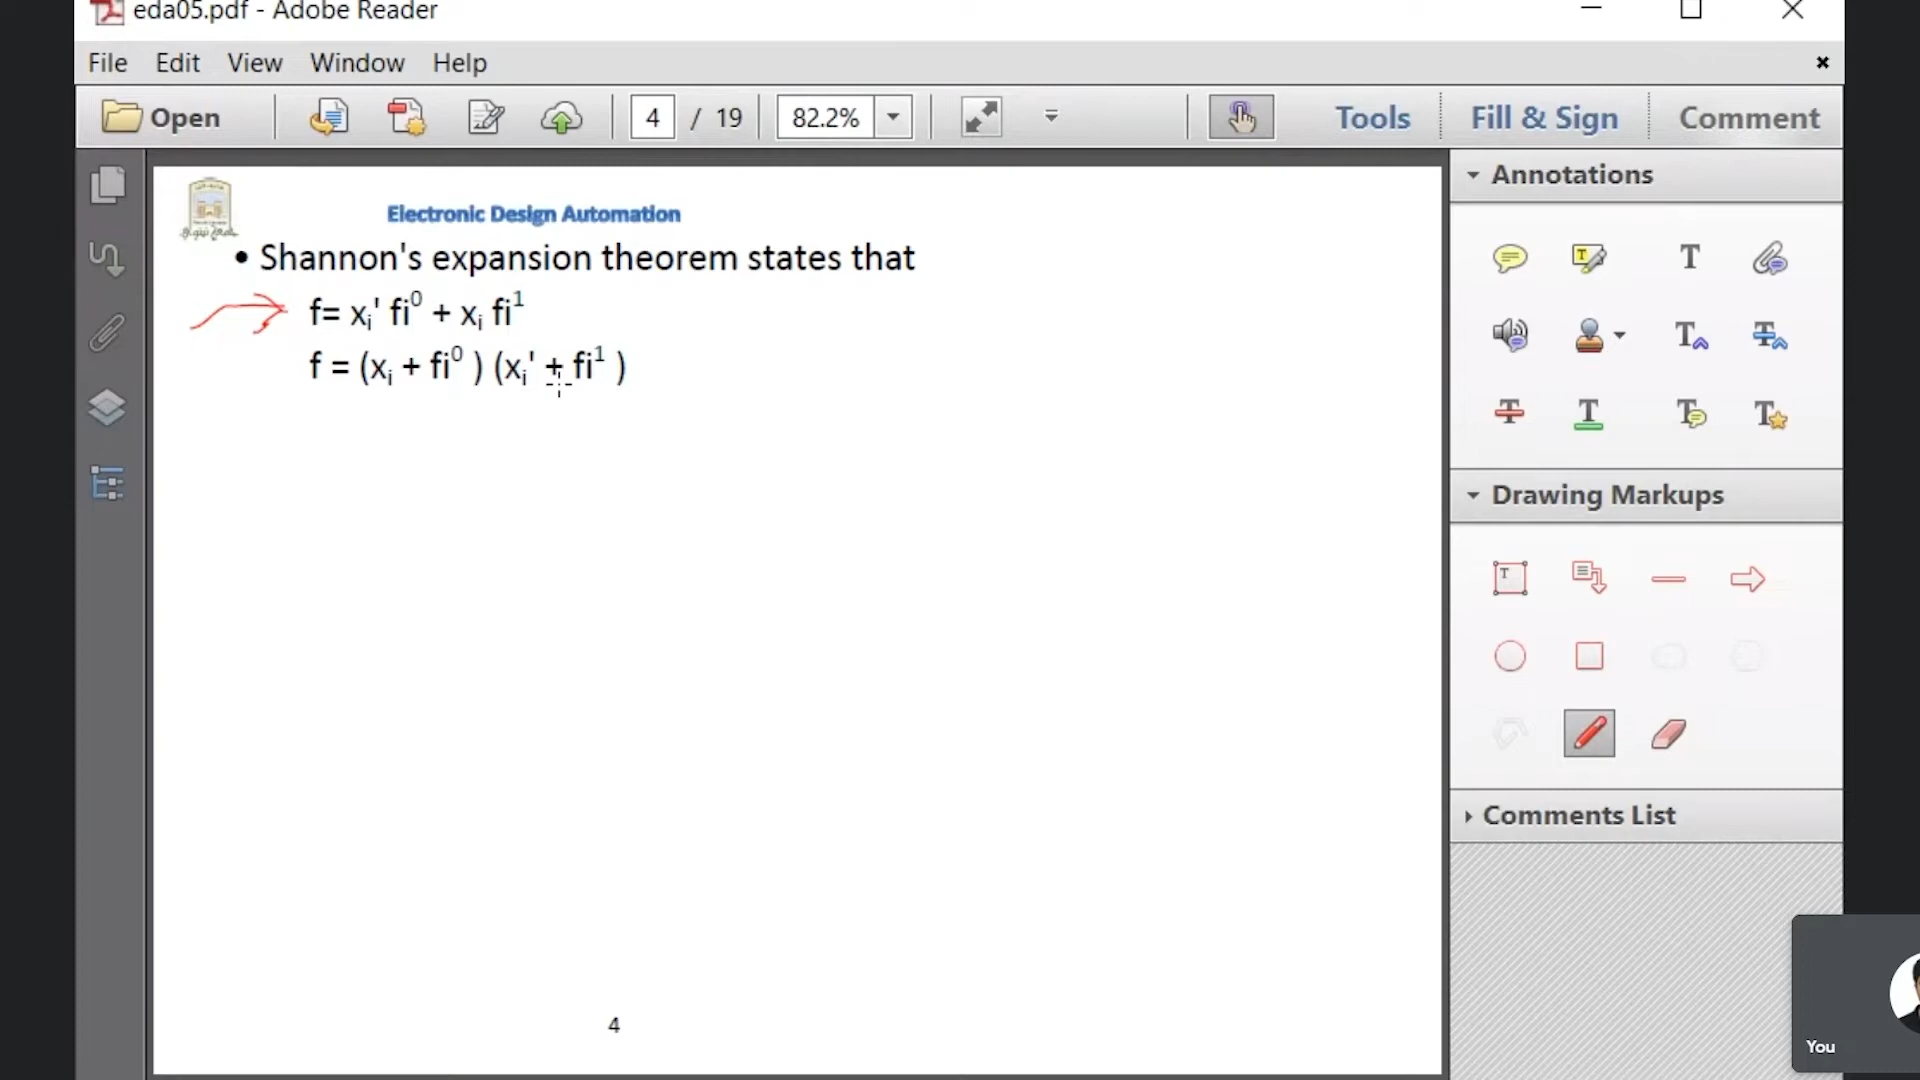 eda05.pdf - Adobe Reader
File Edit View Window Help
Open 4 / 19 82.2% Tools Fill & Sign Comment
Annotations
Electronic Design Automation
• Shannon's expansion theorem states that
f= xᵢ' fi⁰ + xᵢ fi¹
f = (xᵢ + fi⁰ ) (xᵢ' + fi¹ )
Drawing Markups
Comments List
4
You